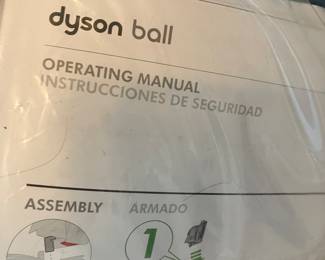 dyson ball
OPERATING MANUAL
INSTRUCCIONES DE SEGURIDAD
ASSEMBLY ARMADO
1